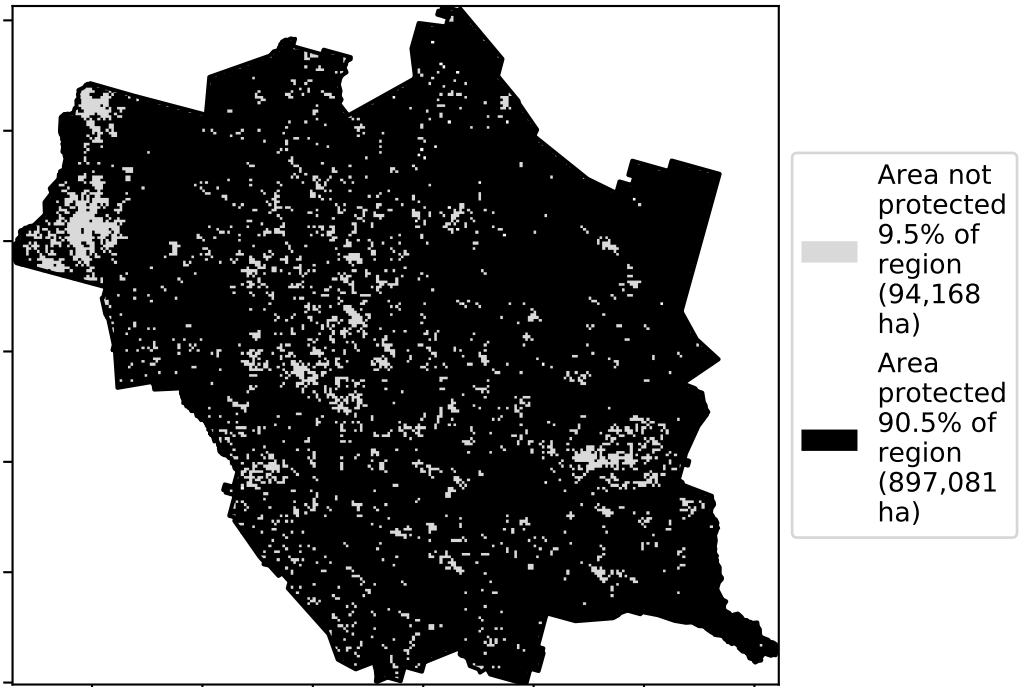 Area not
protected
9.5% of
region
(94,168
ha)
Area
protected
90.5% of
region
(897,081
ha)